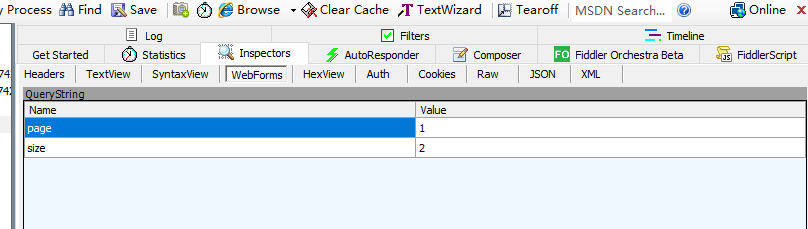 y Process Find Save Browse Clear Cache TextWizard Tearoff MSDN Search... Online
Log Filters Timeline
Get Started Statistics Inspectors AutoResponder Composer FO Fiddler Orchestra Beta FiddlerScript
Headers TextView SyntaxView WebForms HexView Auth Cookies Raw JSON XML
QueryString
Name Value
page 1
size 2